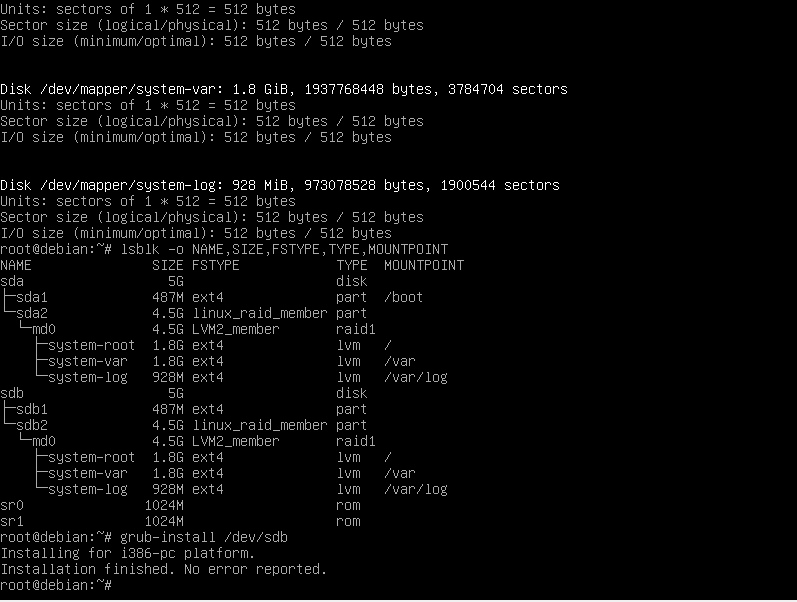 Units: sectors of 1 * 512 = 512 bytes
Sector size (logical/physical): 512 bytes / 512 bytes
I/O size (minimum/optimal): 512 bytes / 512 bytes
Disk /dev/mapper/system-var: 1.8 GiB, 1937768448 bytes, 3784704 sectors
Units: sectors of 1 * 512 = 512 bytes
Sector size (logical/physical): 512 bytes / 512 bytes
I/O size (minimum/optimal): 512 bytes / 512 bytes
Disk /dev/mapper/system-log: 928 MiB, 973078528 bytes, 1900544 sectors
Units: sectors of 1 * 512 = 512 bytes
Sector size (logical/physical): 512 bytes / 512 bytes
I/O size (minimum/optimal): 512 bytes / 512 bytes
root@debian:~# lsblk -o NAME,SIZE,FSTYPE,TYPE,MOUNTPOINT
NAME               SIZE FSTYPE            TYPE  MOUNTPOINT
sda                  5G                   disk
├─sda1             487M ext4              part  /boot
└─sda2             4.5G linux_raid_member part
  └─md0            4.5G LVM2_member       raid1
    ├─system-root  1.8G ext4              lvm   /
    ├─system-var   1.8G ext4              lvm   /var
    └─system-log   928M ext4              lvm   /var/log
sdb                  5G                   disk
├─sdb1             487M ext4              part
└─sdb2             4.5G linux_raid_member part
  └─md0            4.5G LVM2_member       raid1
    ├─system-root  1.8G ext4              lvm   /
    ├─system-var   1.8G ext4              lvm   /var
    └─system-log   928M ext4              lvm   /var/log
sr0               1024M                   rom
sr1               1024M                   rom
root@debian:~# grub-install /dev/sdb
Installing for i386-pc platform.
Installation finished. No error reported.
root@debian:~#